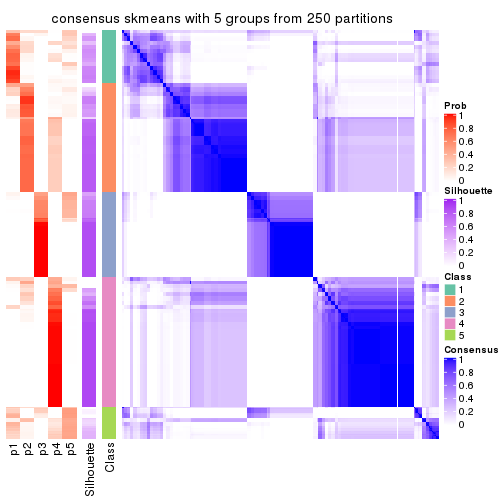 consensus skmeans with 5 groups from 250 partitions
Prob
1
0.8
0.6
0.4
0.2
0
Silhouette
1
0.8
0.6
0.4
0.2
0
Class
1
2
3
4
5
Consensus
1
0.8
0.6
0.4
0.2
0
p1
p2
p3
p4
p5
Silhouette
Class